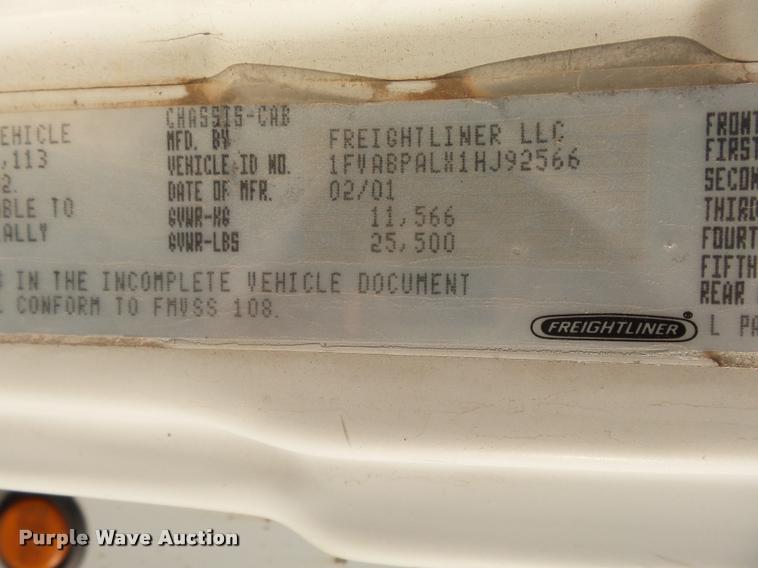 CHASSIS-CAB
EHICLE MFD. BY FREIGHTLINER LLC FRONT
,113 VEHICLE ID NO. 1FVABPALX1HJ92566 FIRST
2. DATE OF MFR. 02/01 SECON
BLE TO GVWR-KG 11,566 THIRD
ALLY GVWR-LBS 25,500 FOURT
FIFTH
S IN THE INCOMPLETE VEHICLE DOCUMENT REAR
L CONFORM TO FMVSS 108.
FREIGHTLINER® L PA
Purple Wave Auction